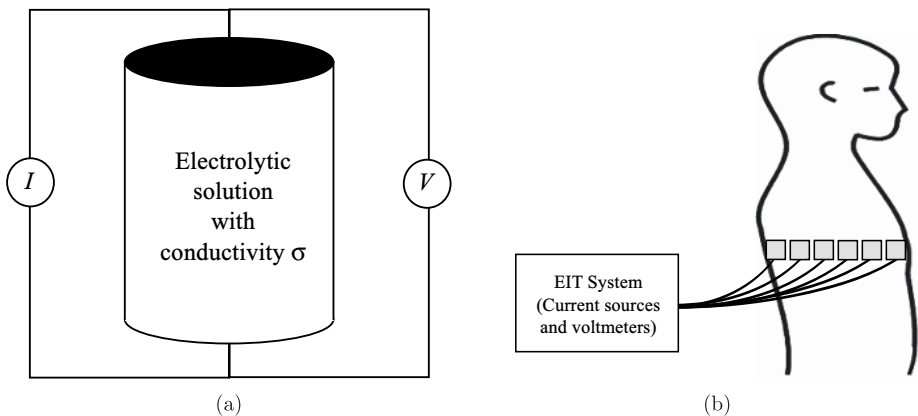 I
Electrolytic
solution
with
conductivity σ
V
(a)
EIT System
(Current sources
and voltmeters)
(b)